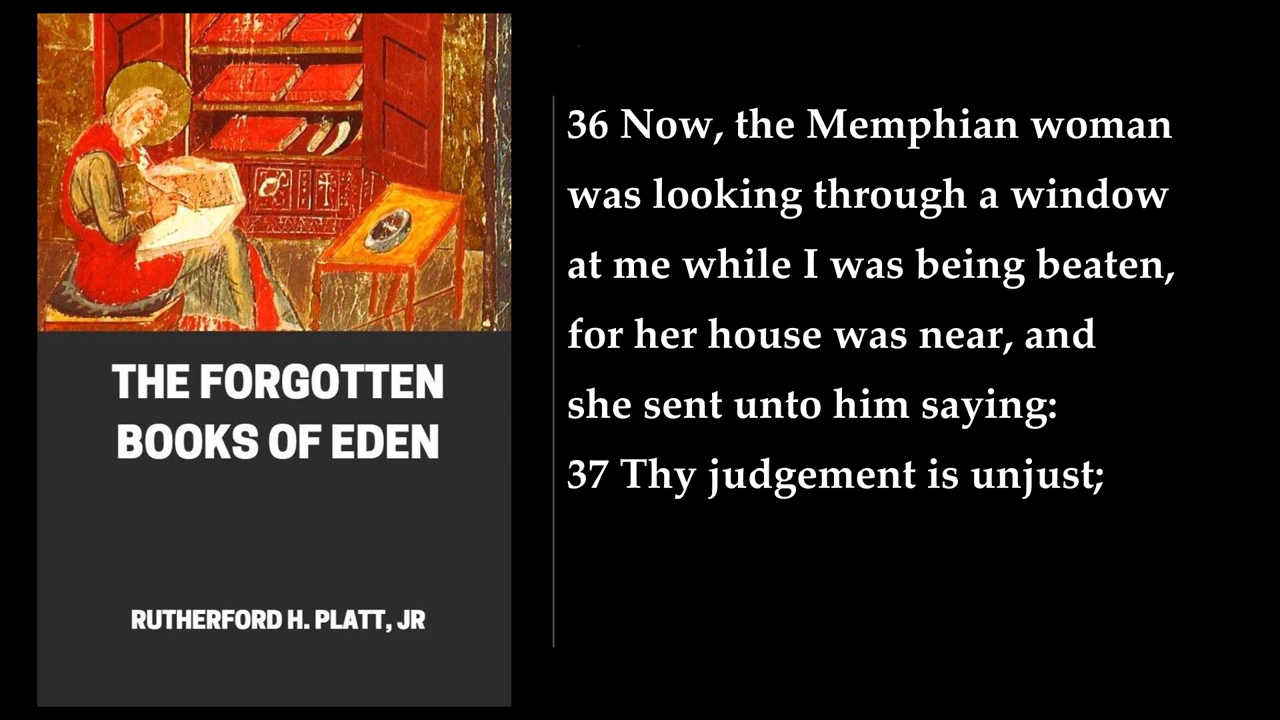 THE FORGOTTEN
BOOKS OF EDEN
RUTHERFORD H. PLATT, JR
36 Now, the Memphian woman
was looking through a window
at me while I was being beaten,
for her house was near, and
she sent unto him saying:
37 Thy judgement is unjust;